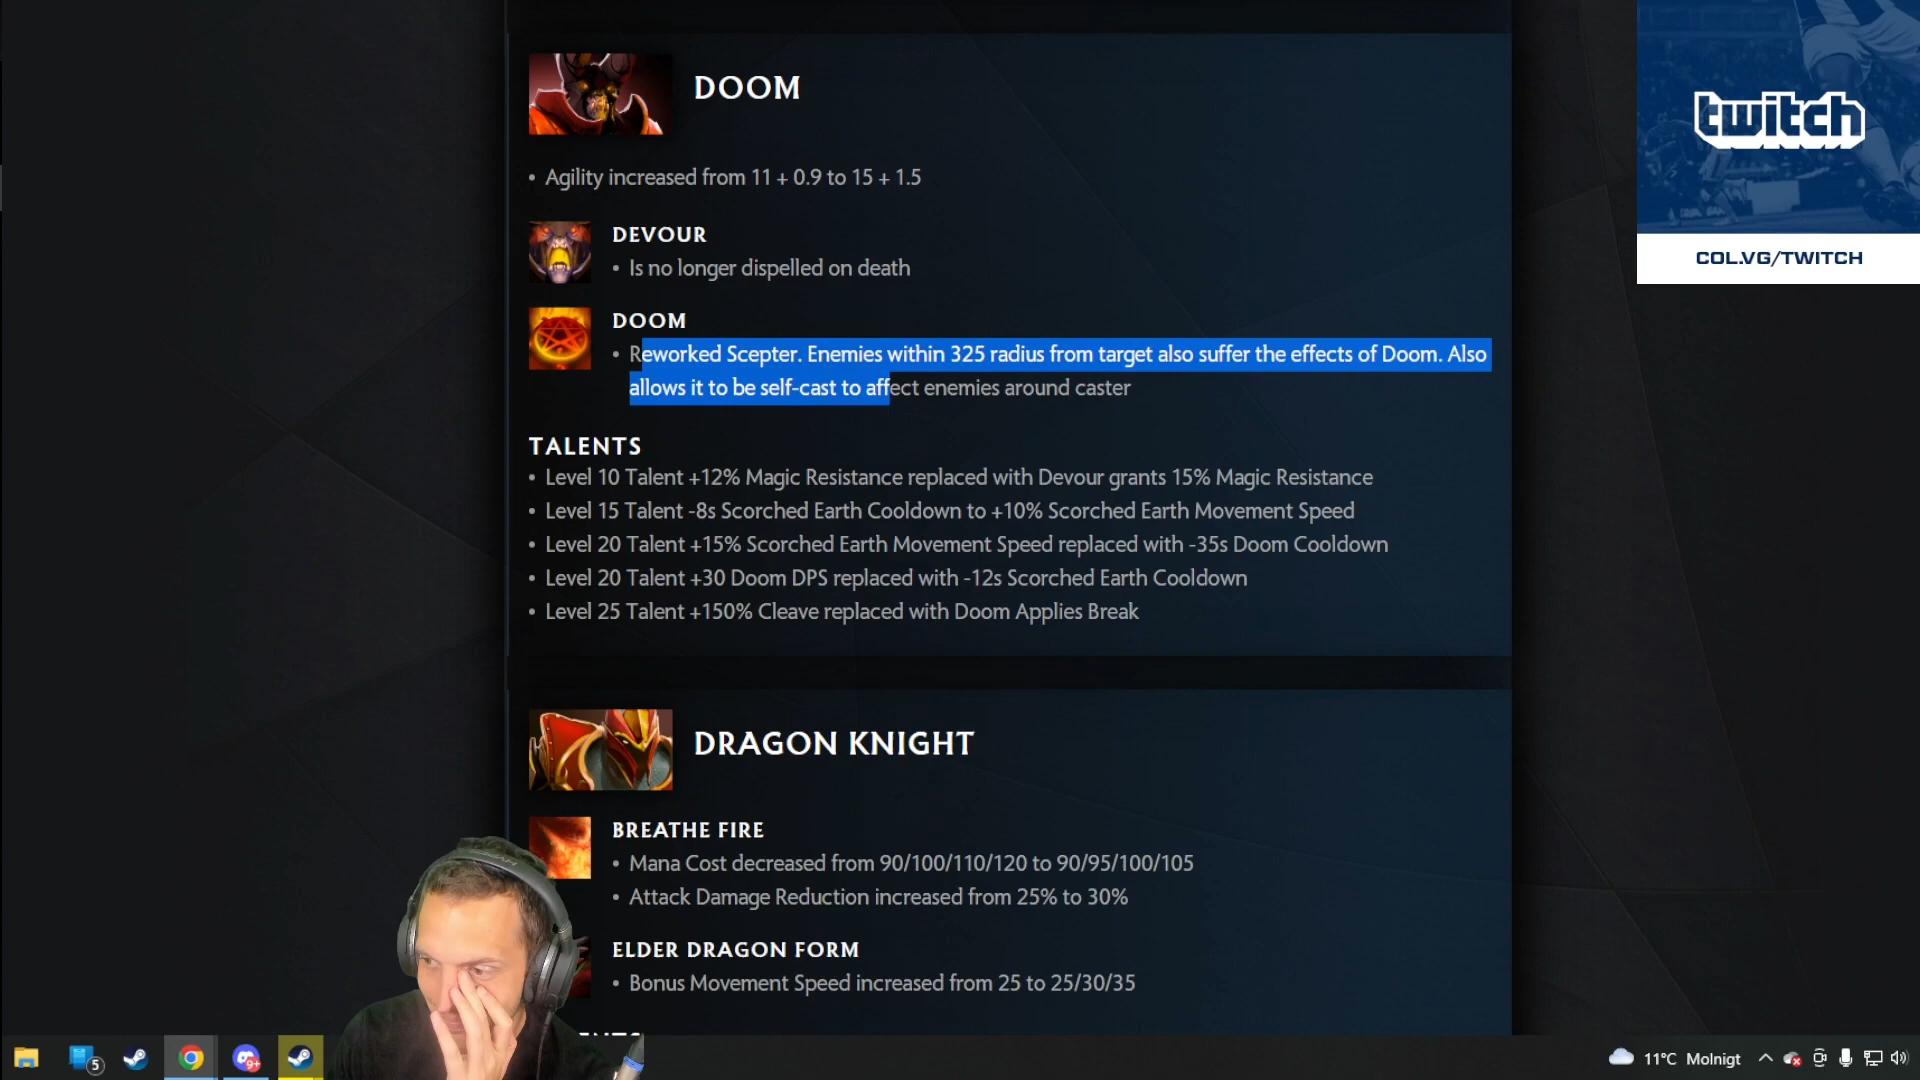 DOOM
• Agility increased from 11 + 0.9 to 15 + 1.5
DEVOUR
• Is no longer dispelled on death
DOOM
• Reworked Scepter. Enemies within 325 radius from target also suffer the effects of Doom. Also
allows it to be self-cast to affect enemies around caster
TALENTS
• Level 10 Talent +12% Magic Resistance replaced with Devour grants 15% Magic Resistance
• Level 15 Talent -8s Scorched Earth Cooldown to +10% Scorched Earth Movement Speed
• Level 20 Talent +15% Scorched Earth Movement Speed replaced with -35s Doom Cooldown
• Level 20 Talent +30 Doom DPS replaced with -12s Scorched Earth Cooldown
• Level 25 Talent +150% Cleave replaced with Doom Applies Break
DRAGON KNIGHT
BREATHE FIRE
• Mana Cost decreased from 90/100/110/120 to 90/95/100/105
• Attack Damage Reduction increased from 25% to 30%
ELDER DRAGON FORM
• Bonus Movement Speed increased from 25 to 25/30/35
twitch
COL.VG/TWITCH
5
9+
11°C Molnigt